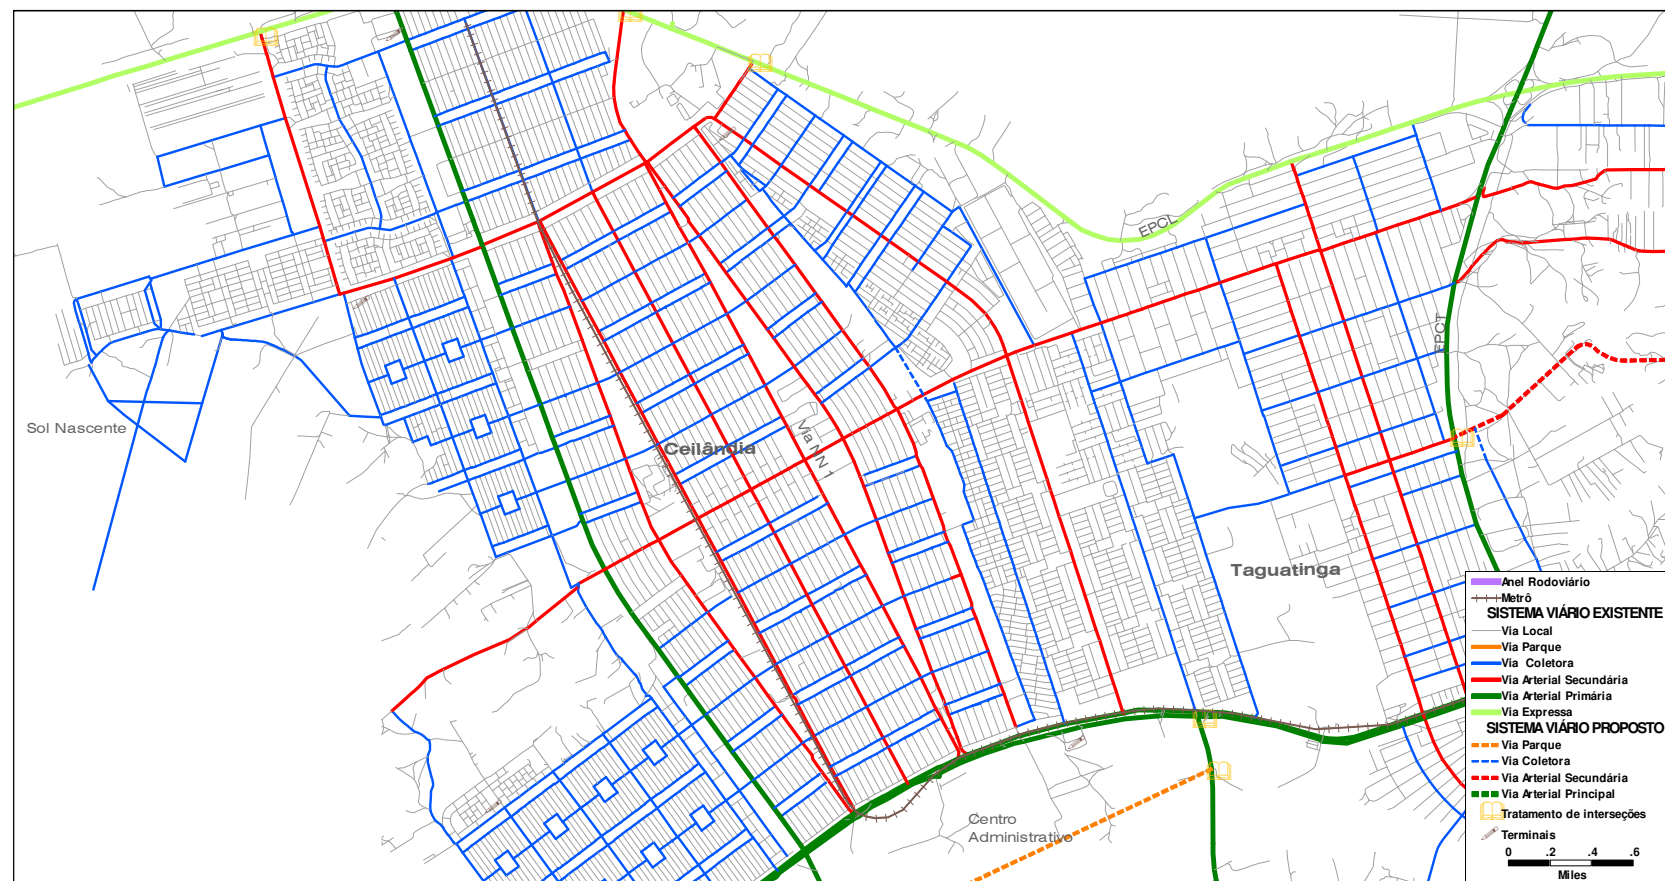 EPCL
EPCT
Sol Nascente
Ceilândia
Via NN 1
Taguatinga
Centro
Administrativo
Anel Rodoviário
Metrô
SISTEMA VIÁRIO EXISTENTE
Via Local
Via Parque
Via Coletora
Via Arterial Secundária
Via Arterial Primária
Via Expressa
SISTEMA VIÁRIO PROPOSTO
Via Parque
Via Coletora
Via Arterial Secundária
Via Arterial Principal
Tratamento de interseções
Terminais
0 .2 .4 .6
Miles